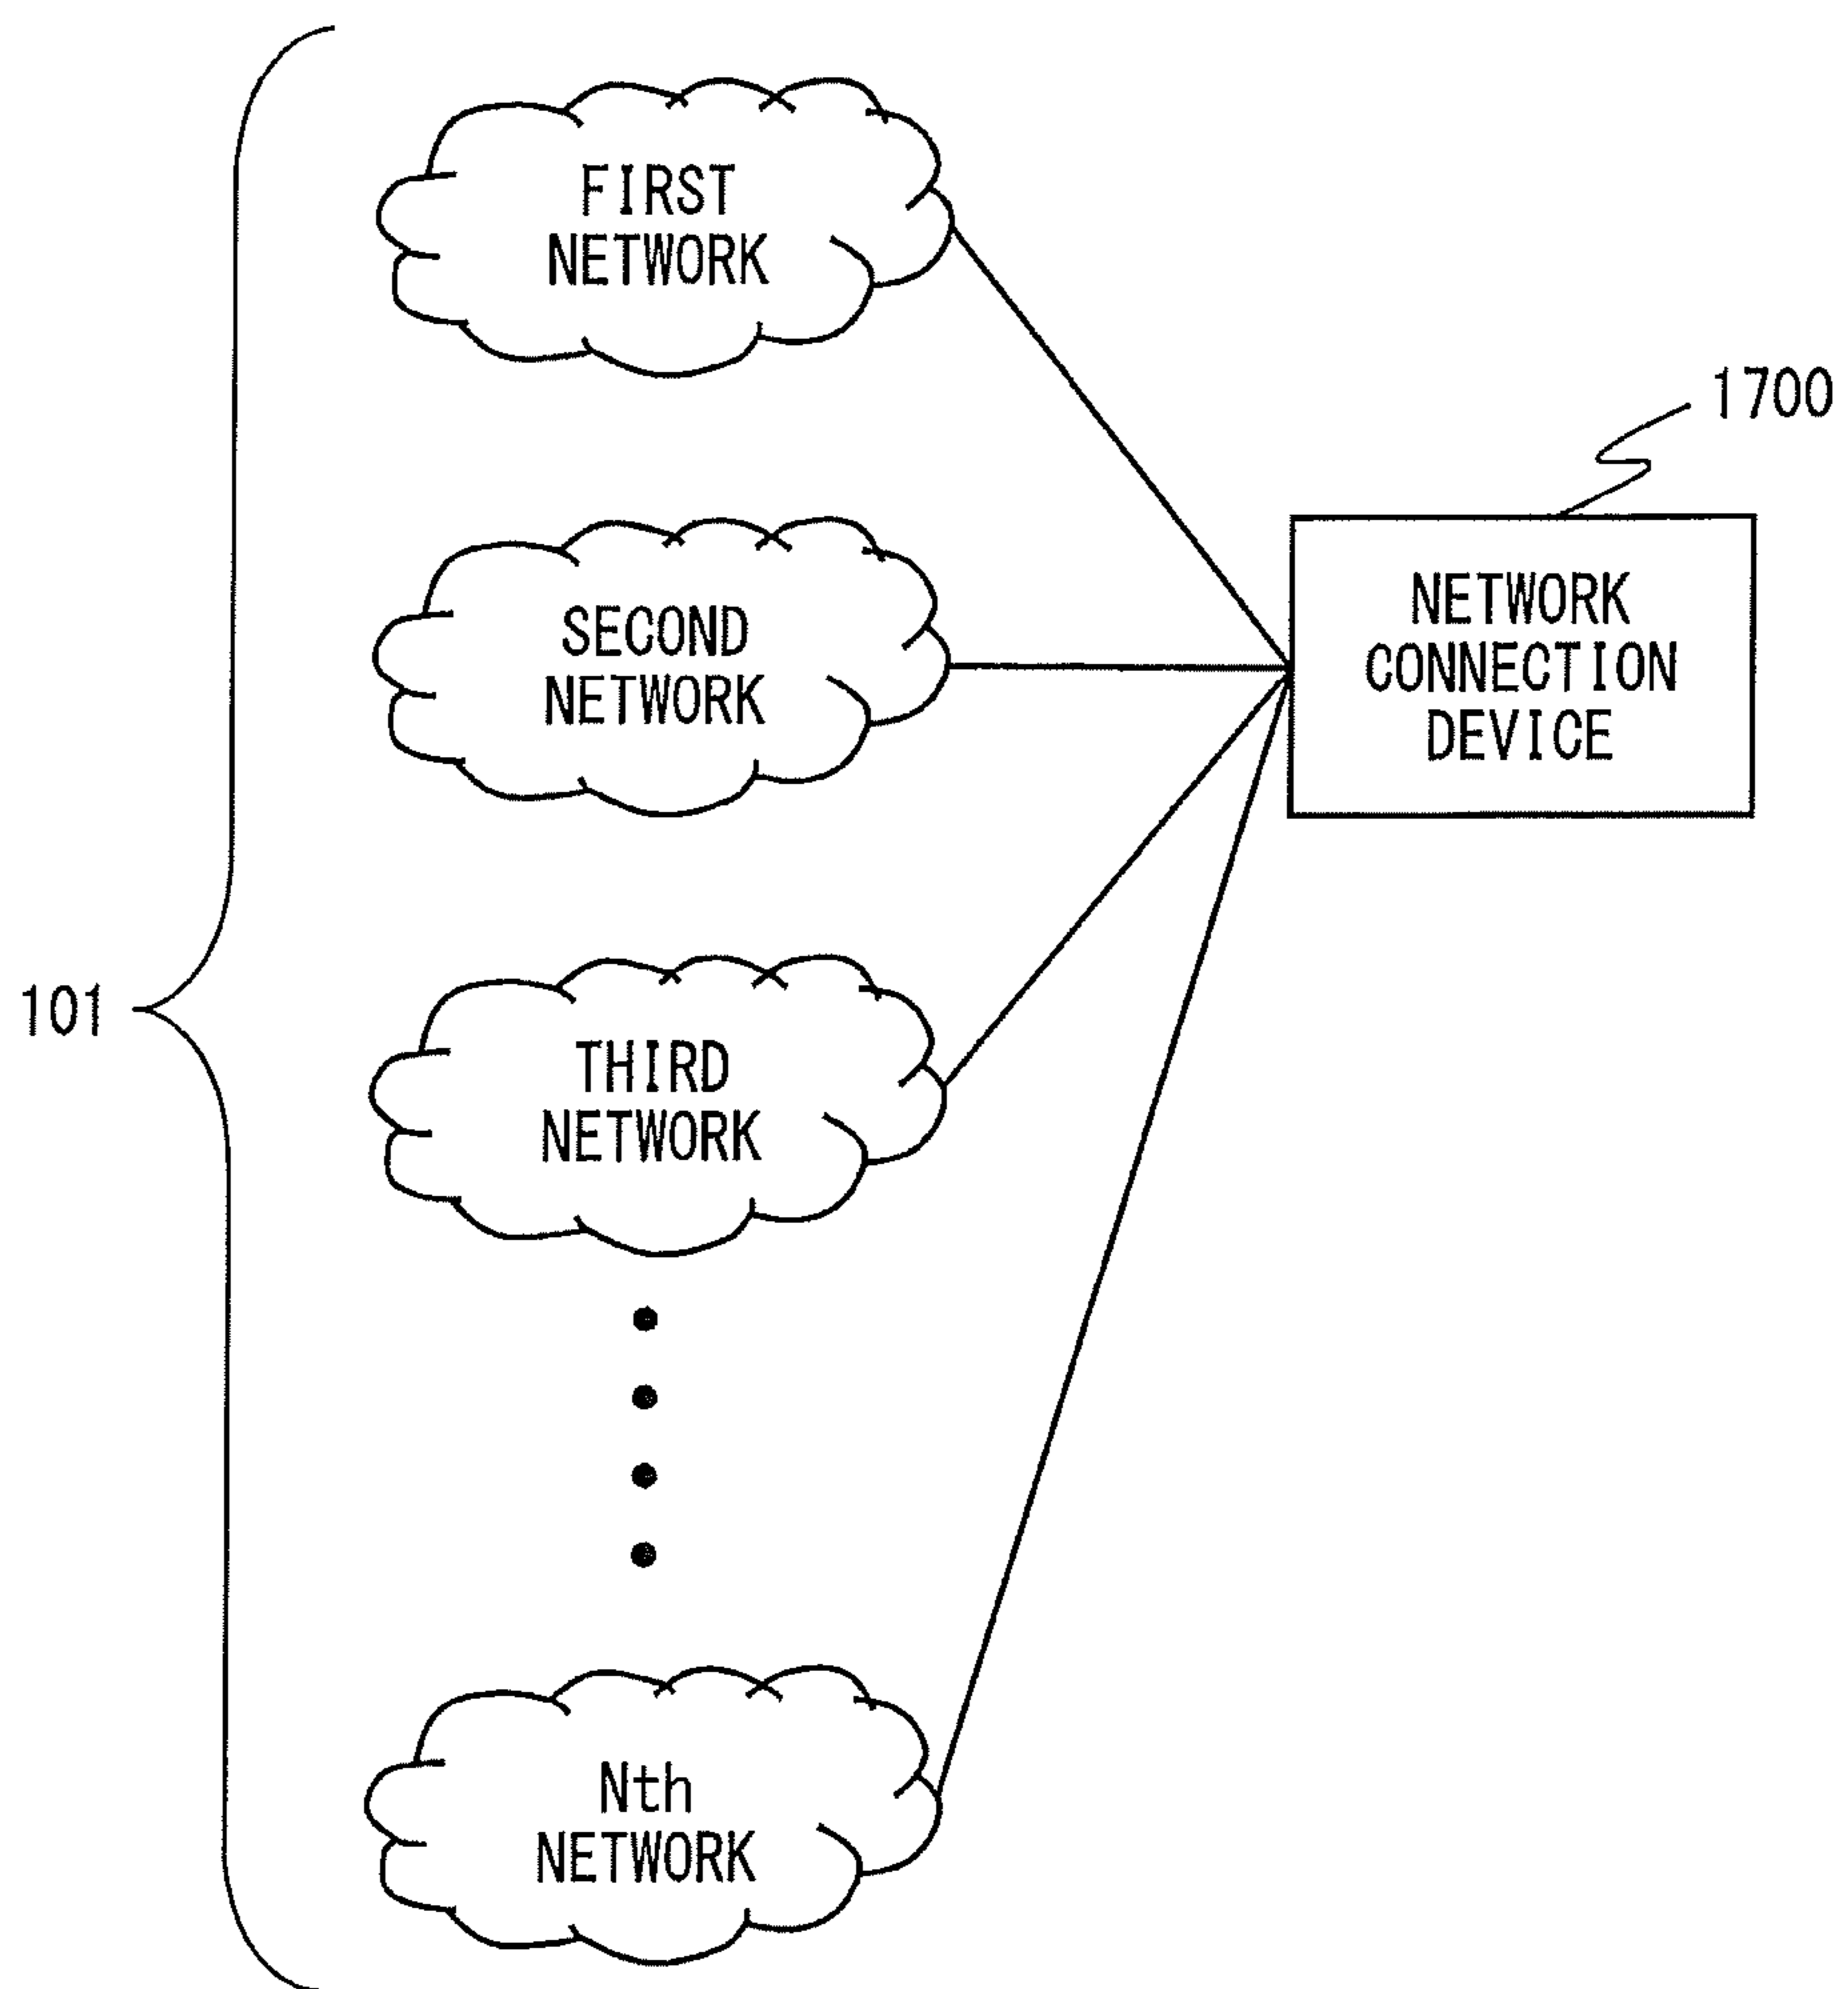 FIRST
NETWORK
1700
SECOND
NETWORK
NETWORK
CONNECTION
DEVICE
101
THIRD
NETWORK
Nth
NETWORK